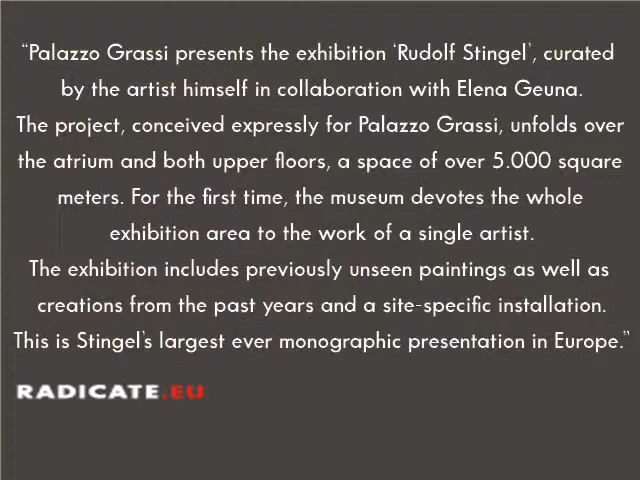 “Palazzo Grassi presents the exhibition ‘Rudolf Stingel’, curated
by the artist himself in collaboration with Elena Geuna.
The project, conceived expressly for Palazzo Grassi, unfolds over
the atrium and both upper floors, a space of over 5.000 square
meters. For the first time, the museum devotes the whole
exhibition area to the work of a single artist.
The exhibition includes previously unseen paintings as well as
creations from the past years and a site-specific installation.
This is Stingel’s largest ever monographic presentation in Europe.”
RADICATE.EU